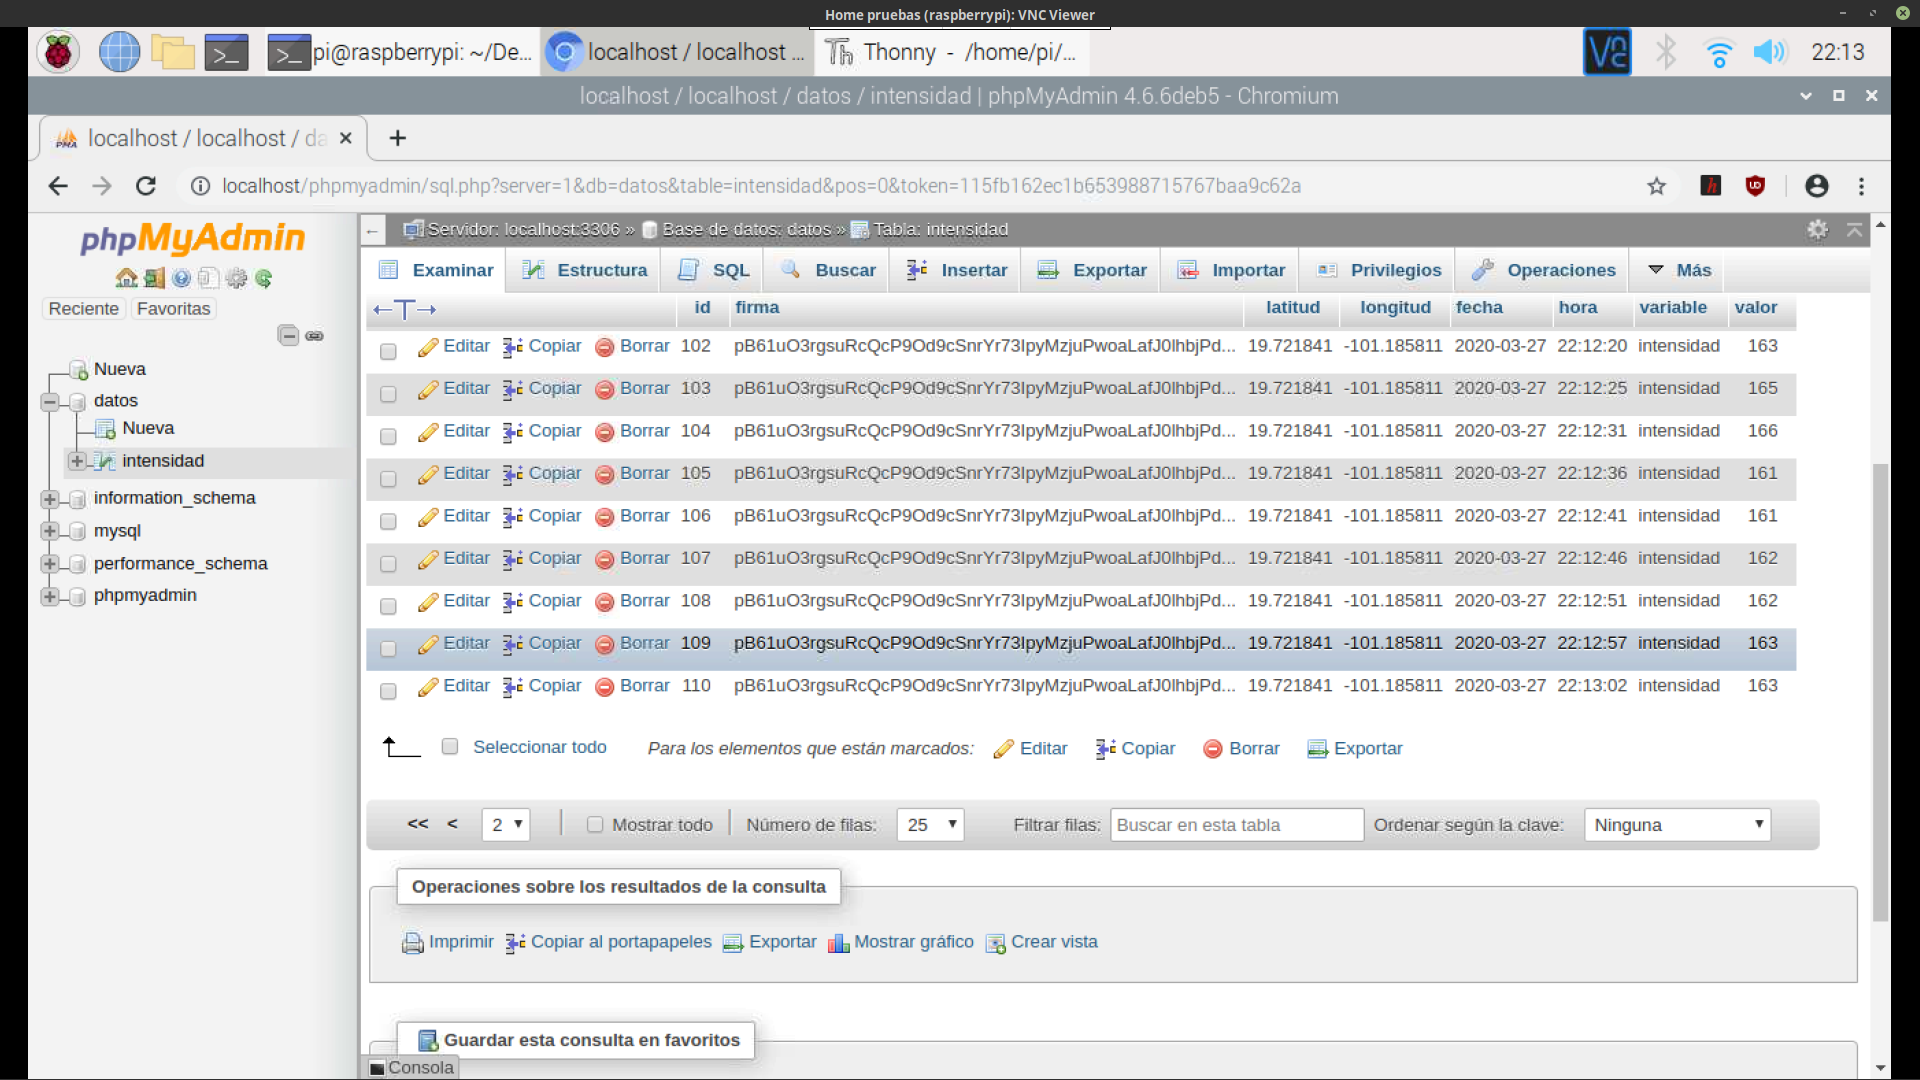 Home pruebas (raspberrypi): VNC Viewer
pi@raspberrypi: ~/De... localhost / localhost ... Thonny - /home/pi/... 22:13
localhost / localhost / datos / intensidad | phpMyAdmin 4.6.6deb5 - Chromium
localhost / localhost / da
localhost/phpmyadmin/sql.php?server=1&db=datos&table=intensidad&pos=0&token=115fb162ec1b653988715767baa9c62a
phpMyAdmin
Reciente Favoritas
Nueva
datos
Nueva
intensidad
information_schema
mysql
performance_schema
phpmyadmin
Servidor: localhost:3306 » Base de datos: datos » Tabla: intensidad
Examinar Estructura SQL Buscar Insertar Exportar Importar Privilegios Operaciones Más
id firma latitud longitud fecha hora variable valor
Editar Copiar Borrar 102 pB61uO3rgsuRcQcP9Od9cSnrYr73IpyMzjuPwoaLafJ0lhbjPd... 19.721841 -101.185811 2020-03-27 22:12:20 intensidad 163
Editar Copiar Borrar 103 pB61uO3rgsuRcQcP9Od9cSnrYr73IpyMzjuPwoaLafJ0lhbjPd... 19.721841 -101.185811 2020-03-27 22:12:25 intensidad 165
Editar Copiar Borrar 104 pB61uO3rgsuRcQcP9Od9cSnrYr73IpyMzjuPwoaLafJ0lhbjPd... 19.721841 -101.185811 2020-03-27 22:12:31 intensidad 166
Editar Copiar Borrar 105 pB61uO3rgsuRcQcP9Od9cSnrYr73IpyMzjuPwoaLafJ0lhbjPd... 19.721841 -101.185811 2020-03-27 22:12:36 intensidad 161
Editar Copiar Borrar 106 pB61uO3rgsuRcQcP9Od9cSnrYr73IpyMzjuPwoaLafJ0lhbjPd... 19.721841 -101.185811 2020-03-27 22:12:41 intensidad 161
Editar Copiar Borrar 107 pB61uO3rgsuRcQcP9Od9cSnrYr73IpyMzjuPwoaLafJ0lhbjPd... 19.721841 -101.185811 2020-03-27 22:12:46 intensidad 162
Editar Copiar Borrar 108 pB61uO3rgsuRcQcP9Od9cSnrYr73IpyMzjuPwoaLafJ0lhbjPd... 19.721841 -101.185811 2020-03-27 22:12:51 intensidad 162
Editar Copiar Borrar 109 pB61uO3rgsuRcQcP9Od9cSnrYr73IpyMzjuPwoaLafJ0lhbjPd... 19.721841 -101.185811 2020-03-27 22:12:57 intensidad 163
Editar Copiar Borrar 110 pB61uO3rgsuRcQcP9Od9cSnrYr73IpyMzjuPwoaLafJ0lhbjPd... 19.721841 -101.185811 2020-03-27 22:13:02 intensidad 163
Seleccionar todo Para los elementos que están marcados: Editar Copiar Borrar Exportar
<< < 2 Mostrar todo Número de filas: 25 Filtrar filas: Buscar en esta tabla Ordenar según la clave: Ninguna
Operaciones sobre los resultados de la consulta
Imprimir Copiar al portapapeles Exportar Mostrar gráfico Crear vista
Guardar esta consulta en favoritos
Consola